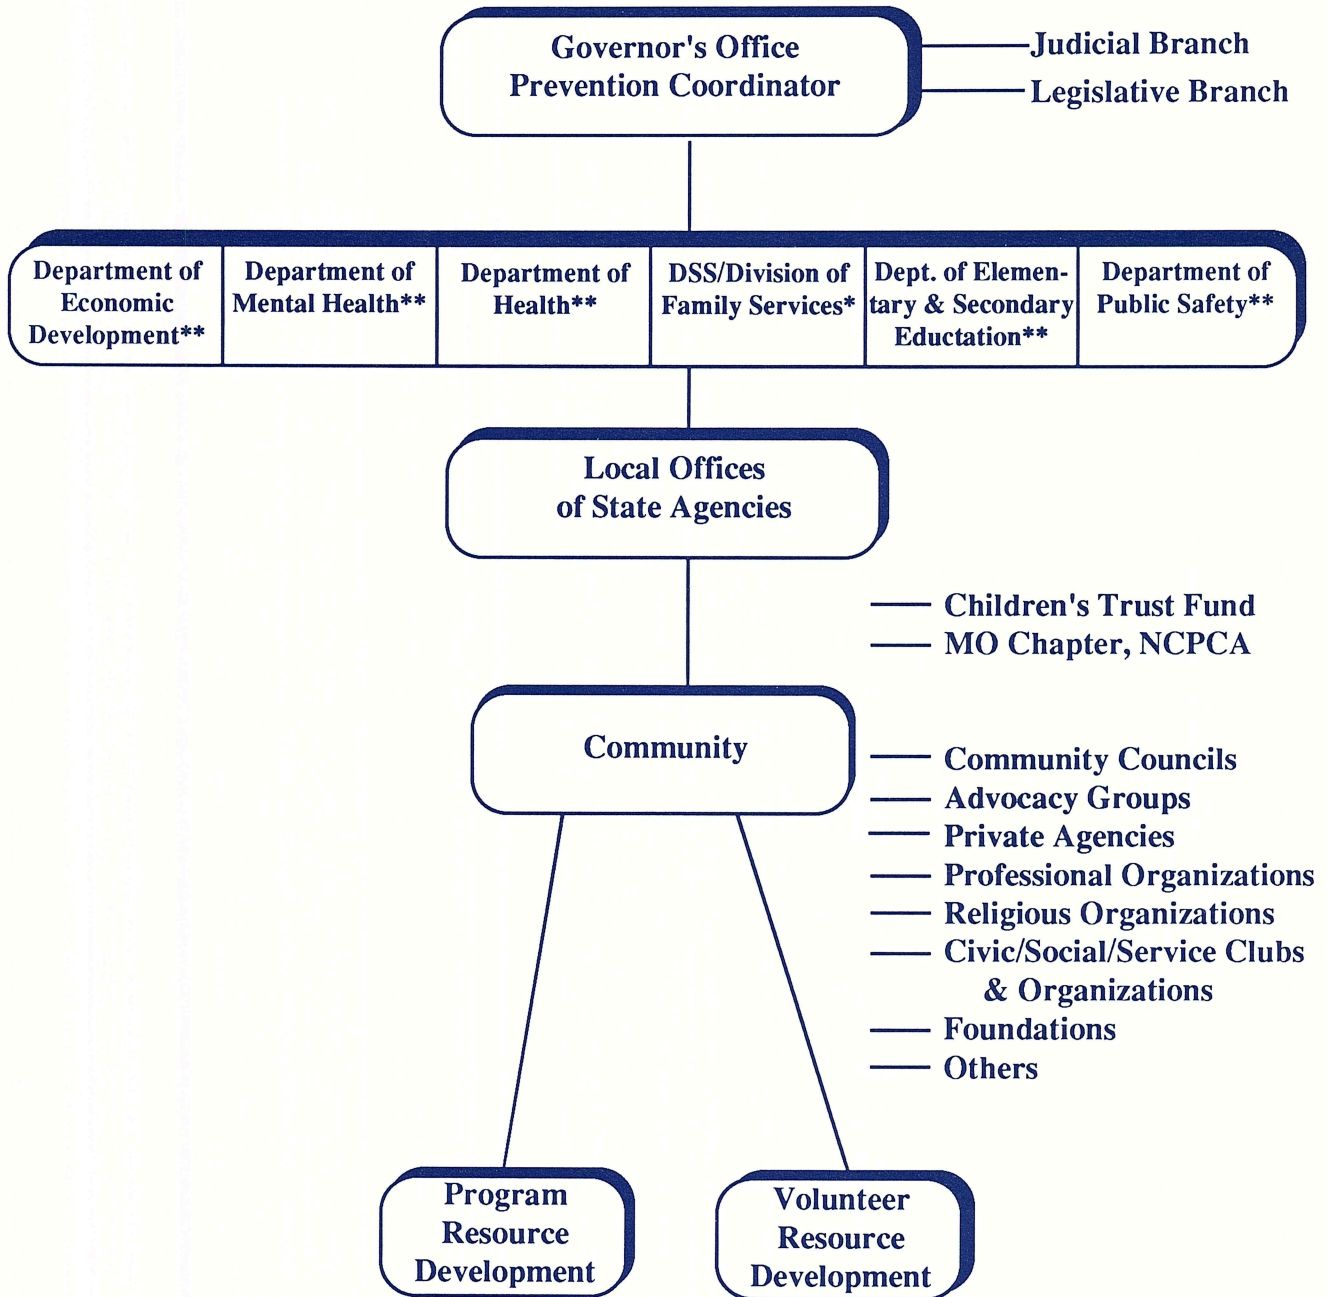 Governor's Office
Prevention Coordinator
Judicial Branch
Legislative Branch
Department of
Economic
Development**
Department of
Mental Health**
Department of
Health**
DSS/Division of
Family Services*
Dept. of Elemen-
tary & Secondary
Eductation**
Department of
Public Safety**
Local Offices
of State Agencies
Children's Trust Fund
MO Chapter, NCPCA
Community
Community Councils
Advocacy Groups
Private Agencies
Professional Organizations
Religious Organizations
Civic/Social/Service Clubs
& Organizations
Foundations
Others
Program
Resource
Development
Volunteer
Resource
Development